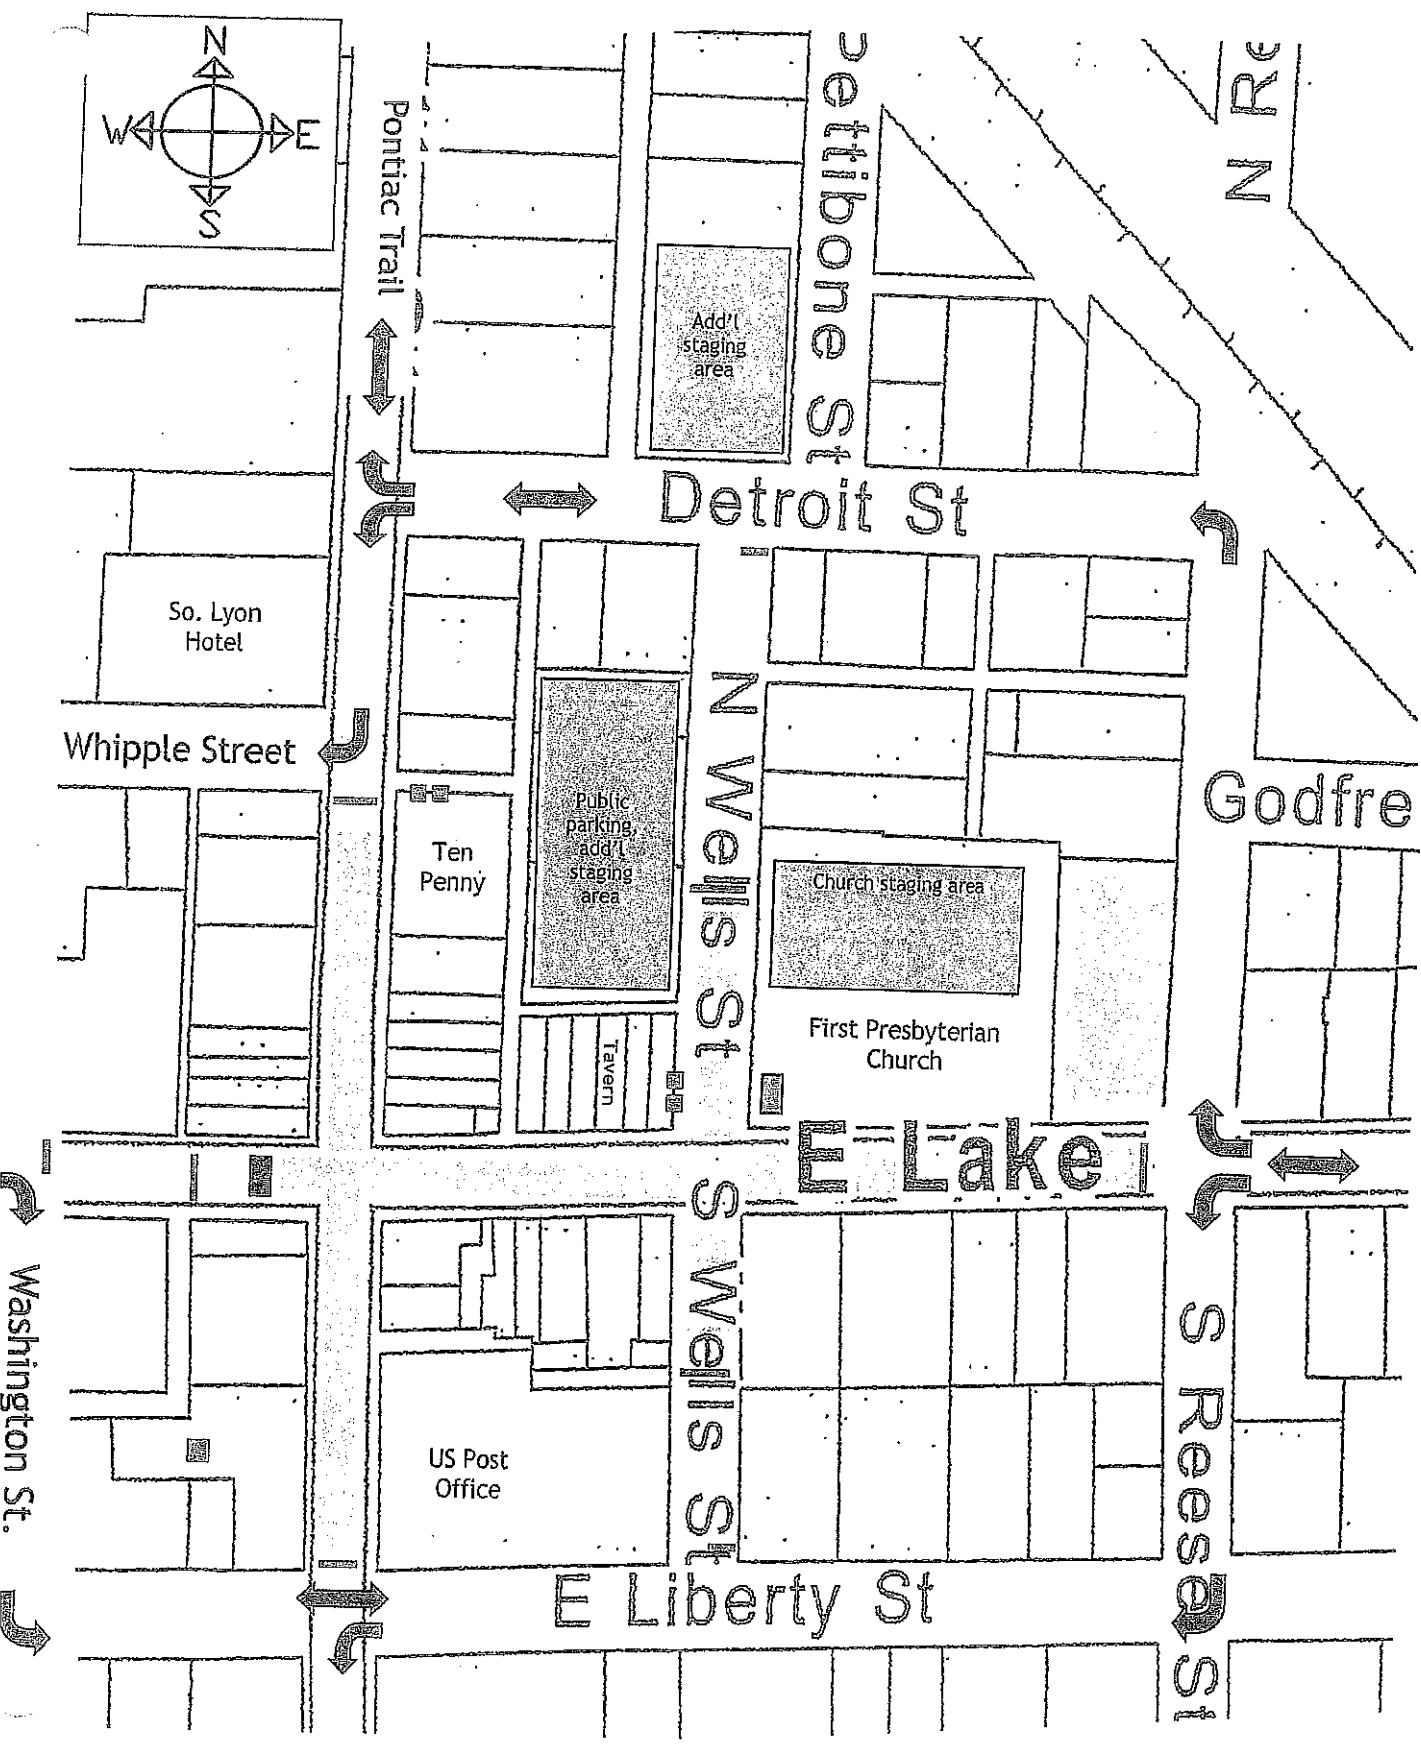 N
W
E
S
Pontiac Trail
Pettibone St
N Re
Add'l
staging
area
Detroit St
So. Lyon
Hotel
Whipple Street
N Wells St
Godfre
Public
parking,
add'l
staging
area
Ten
Penny
Church staging area
First Presbyterian
Church
Tavern
E Lake
S Wells St
Washington St.
S Reese St
US Post
Office
E Liberty St